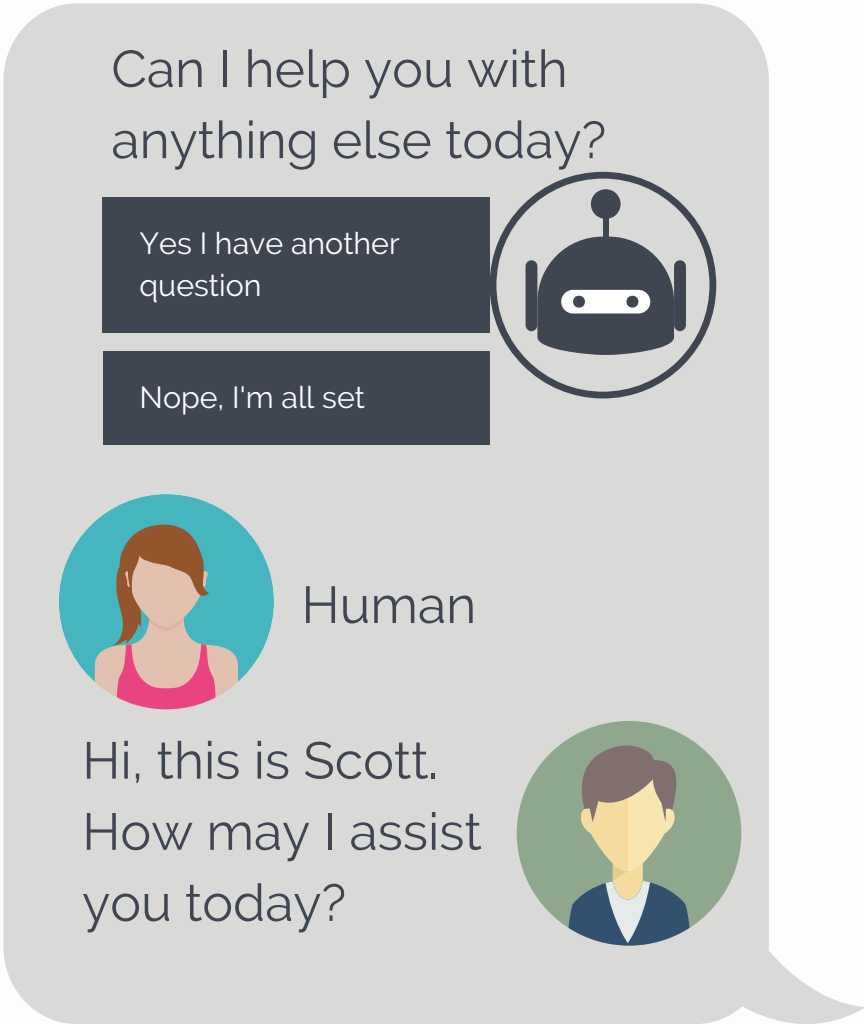 Can I help you with
anything else today?
Yes I have another
question
Nope, I'm all set
Human
Hi, this is Scott.
How may I assist
you today?